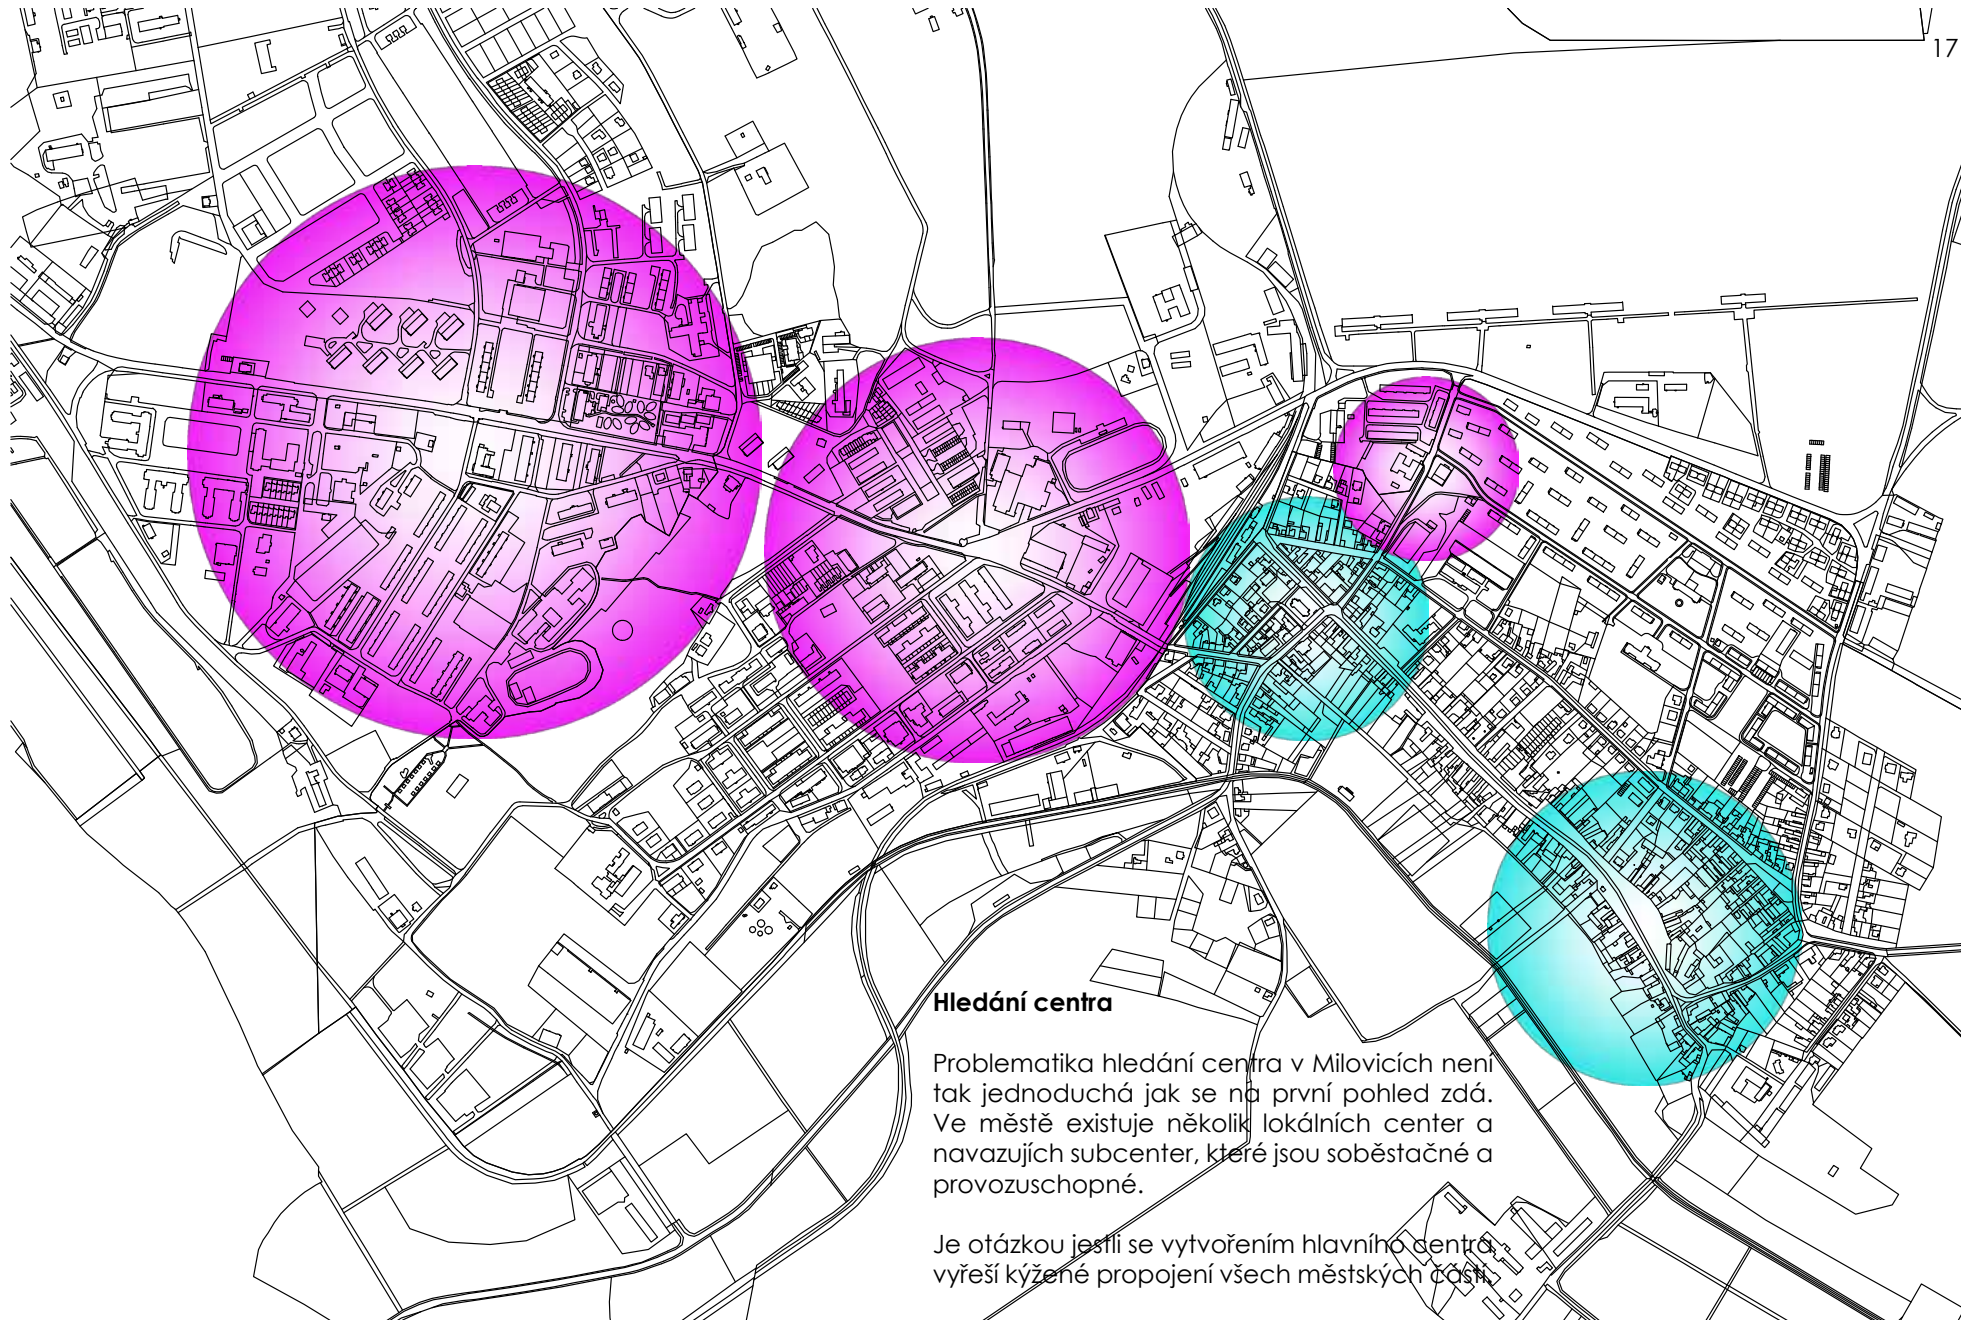 17
Hledání centra
Problematika hledání centra v Milovicích není
tak jednoduchá jak se na první pohled zdá.
Ve městě existuje několik lokálních center a
navazujích subcenter, které jsou soběstačné a
provozuschopné.
Je otázkou jestli se vytvořením hlavního centra
vyřeší kýžené propojení všech městských částí.